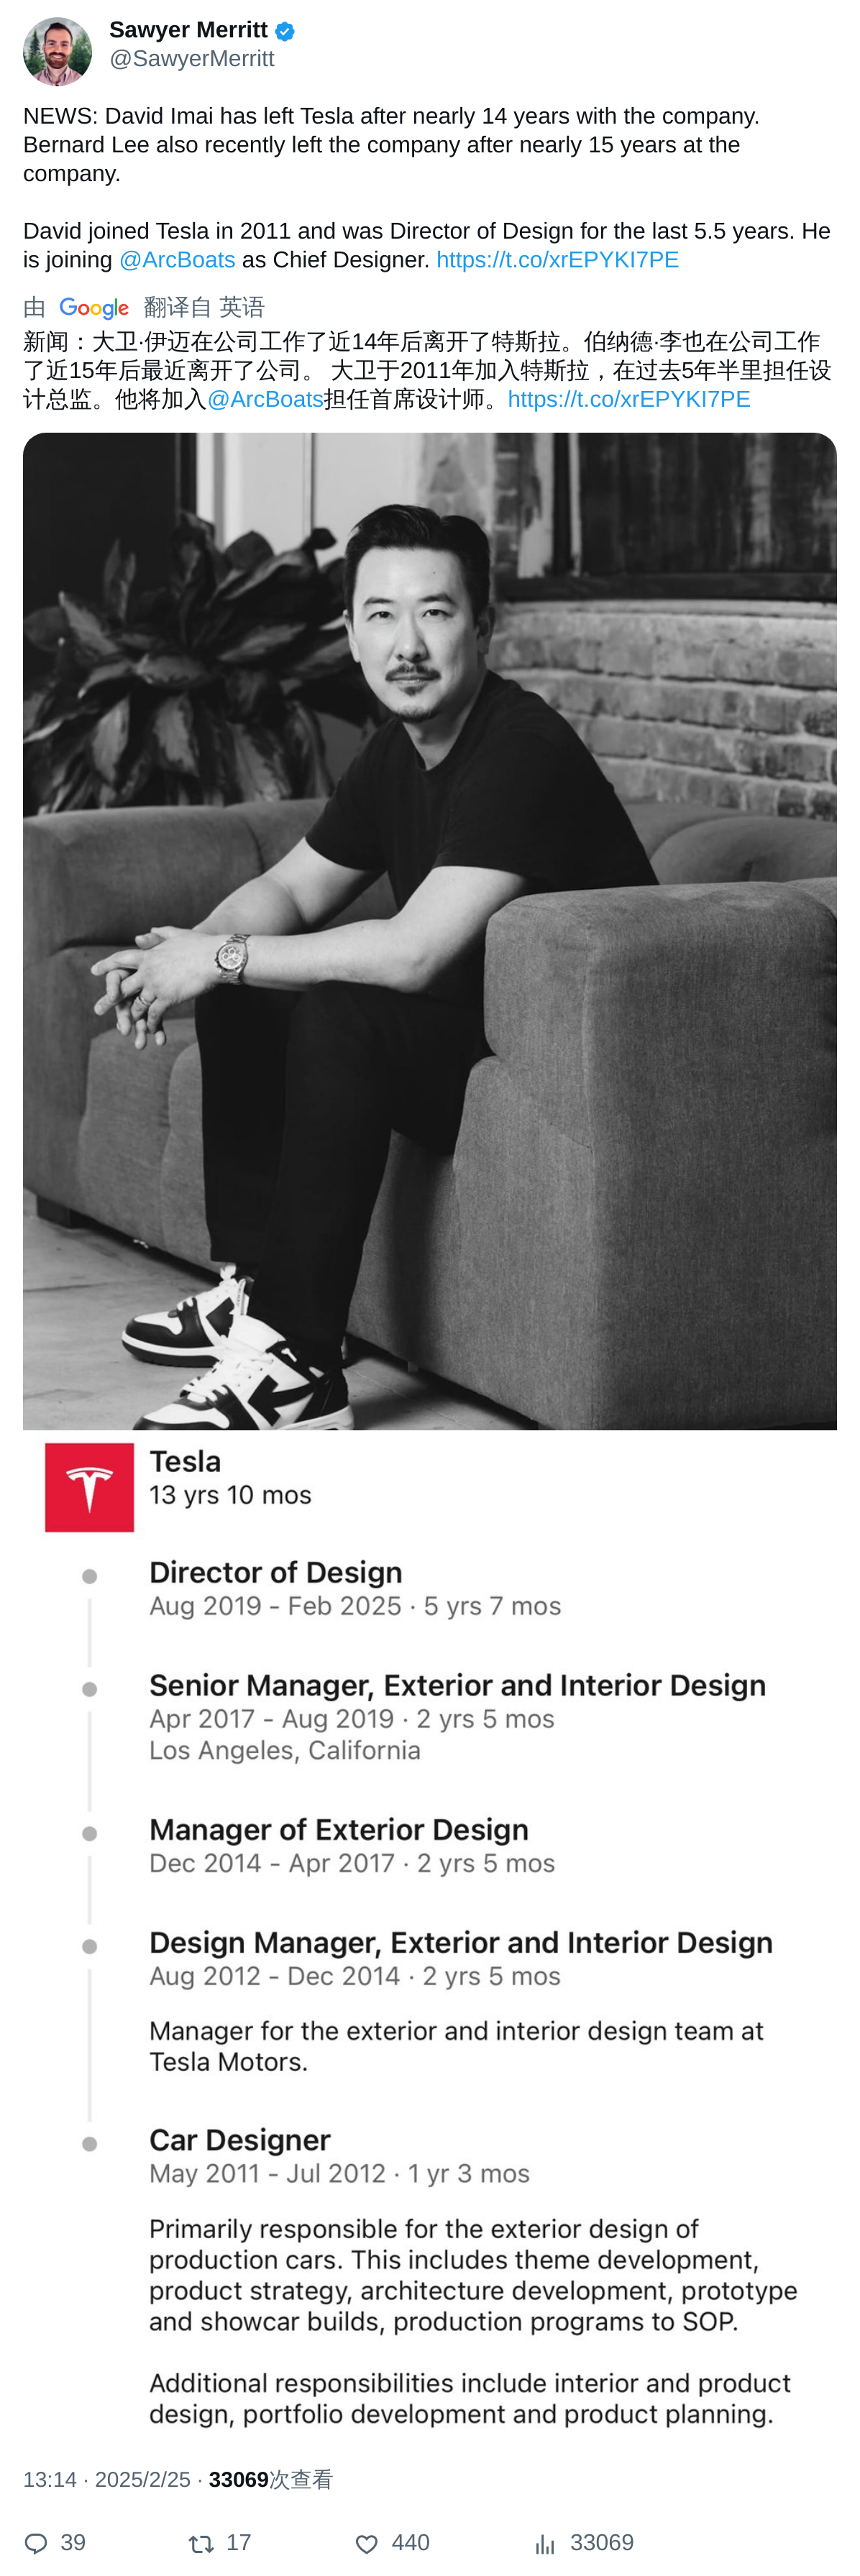 Sawyer Merritt
@SawyerMerritt
NEWS: David Imai has left Tesla after nearly 14 years with the company.
Bernard Lee also recently left the company after nearly 15 years at the
company.
David joined Tesla in 2011 and was Director of Design for the last 5.5 years. He
is joining @ArcBoats as Chief Designer. https://t.co/xrEPYKI7PE
由 Google 翻译自 英语
新闻：大卫·伊迈在公司工作了近14年后离开了特斯拉。伯纳德·李也在公司工作
了近15年后最近离开了公司。 大卫于2011年加入特斯拉，在过去5年半里担任设
计总监。他将加入@ArcBoats担任首席设计师。https://t.co/xrEPYKI7PE
Tesla
13 yrs 10 mos
Director of Design
Aug 2019 - Feb 2025 · 5 yrs 7 mos
Senior Manager, Exterior and Interior Design
Apr 2017 - Aug 2019 · 2 yrs 5 mos
Los Angeles, California
Manager of Exterior Design
Dec 2014 - Apr 2017 · 2 yrs 5 mos
Design Manager, Exterior and Interior Design
Aug 2012 - Dec 2014 · 2 yrs 5 mos
Manager for the exterior and interior design team at
Tesla Motors.
Car Designer
May 2011 - Jul 2012 · 1 yr 3 mos
Primarily responsible for the exterior design of
production cars. This includes theme development,
product strategy, architecture development, prototype
and showcar builds, production programs to SOP.
Additional responsibilities include interior and product
design, portfolio development and product planning.
13:14 · 2025/2/25 · 33069次查看
39 17 440 33069